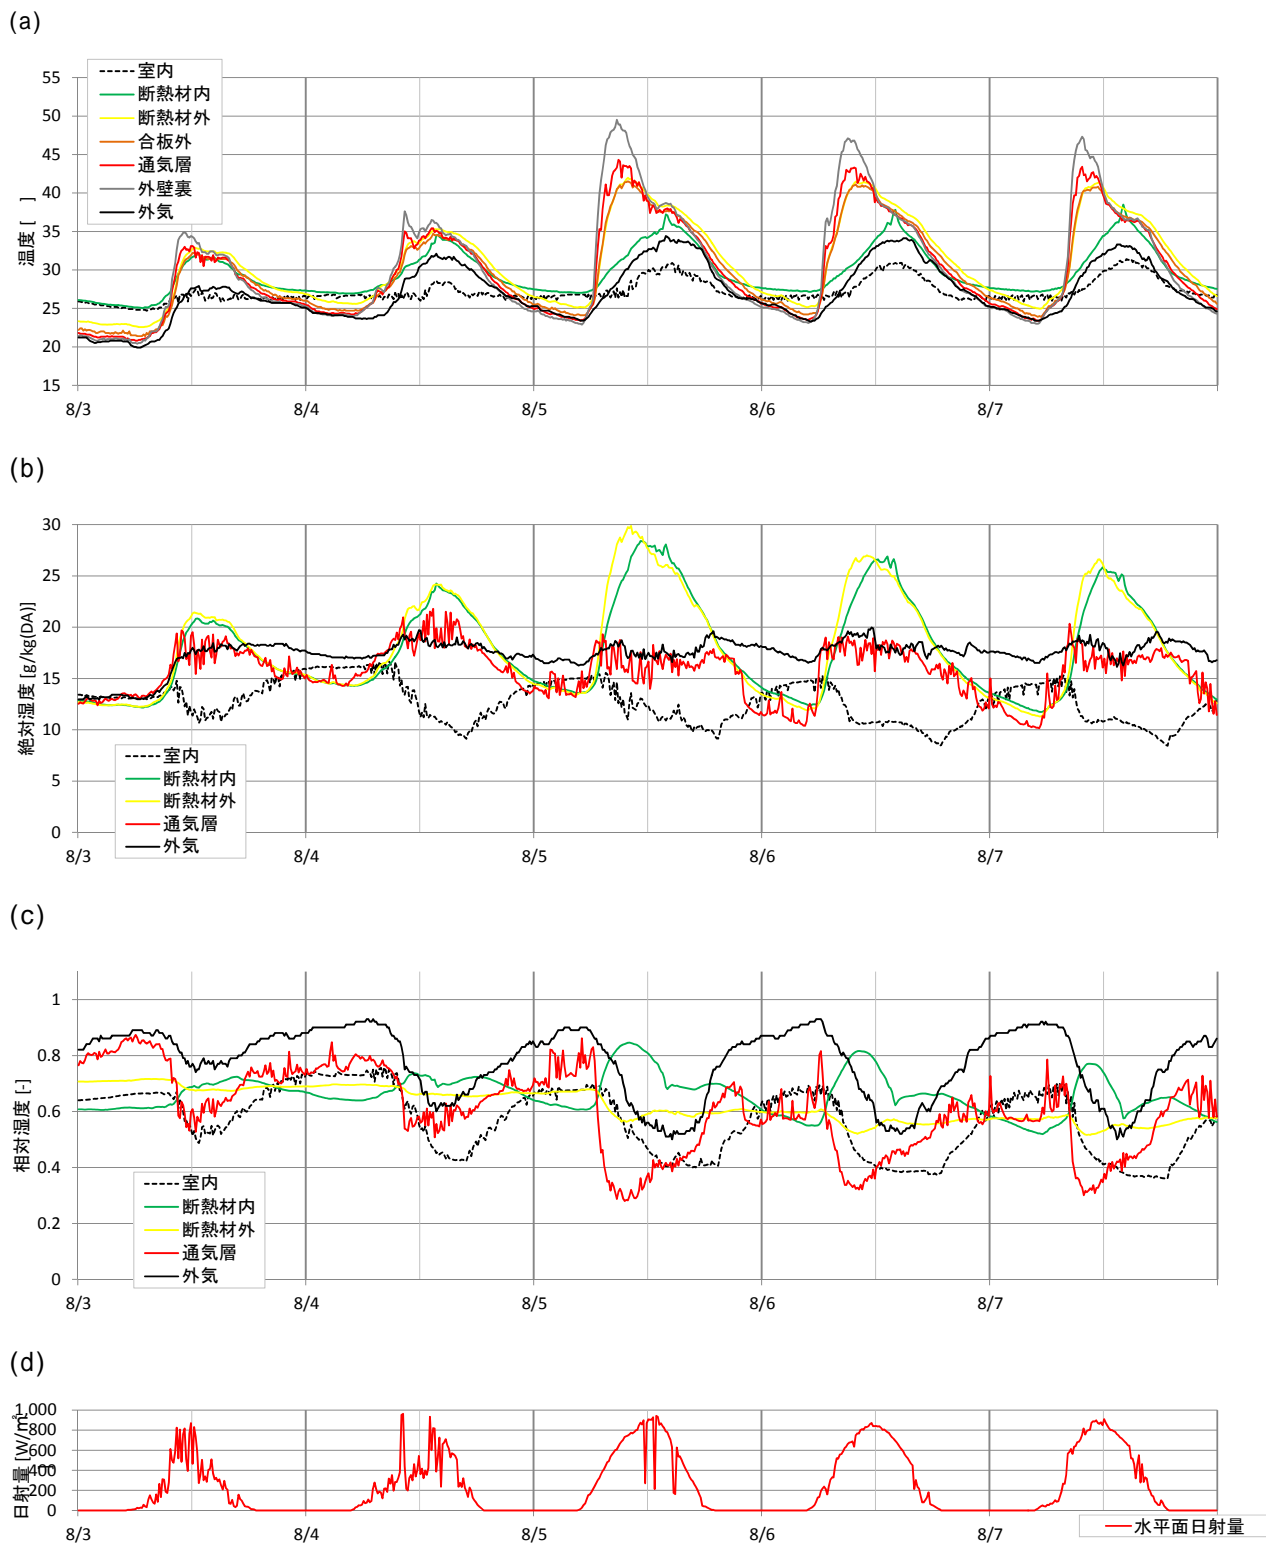 (a)
室内
断熱材内
断熱材外
合板外
通気層
外壁裏
外気
温度 [　]
55
50
45
40
35
30
25
20
15
8/3
8/4
8/5
8/6
8/7
(b)
絶対湿度 [g/kg(DA)]
30
25
20
15
10
5
0
室内
断熱材内
断熱材外
通気層
外気
8/3
8/4
8/5
8/6
8/7
(c)
相対湿度 [-]
1
0.8
0.6
0.4
0.2
0
室内
断熱材内
断熱材外
通気層
外気
8/3
8/4
8/5
8/6
8/7
(d)
日射量 [W/㎡]
1,000
800
600
400
200
0
8/3
8/4
8/5
8/6
8/7
水平面日射量